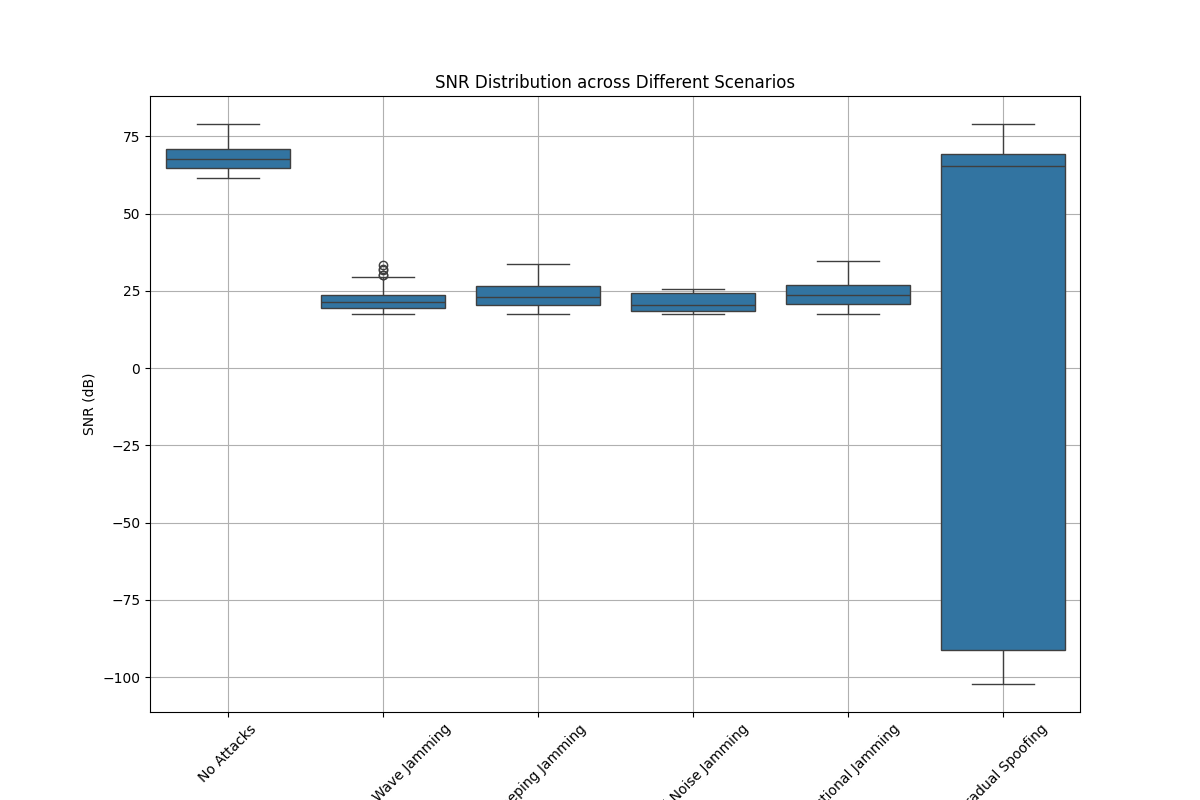 SNR Distribution across Different Scenarios
75
50
25
0
−25
−50
−75
−100
SNR (dB)
No Attacks
Wave Jamming
eping Jamming
Noise Jamming
tional Jamming
adual Spoofing